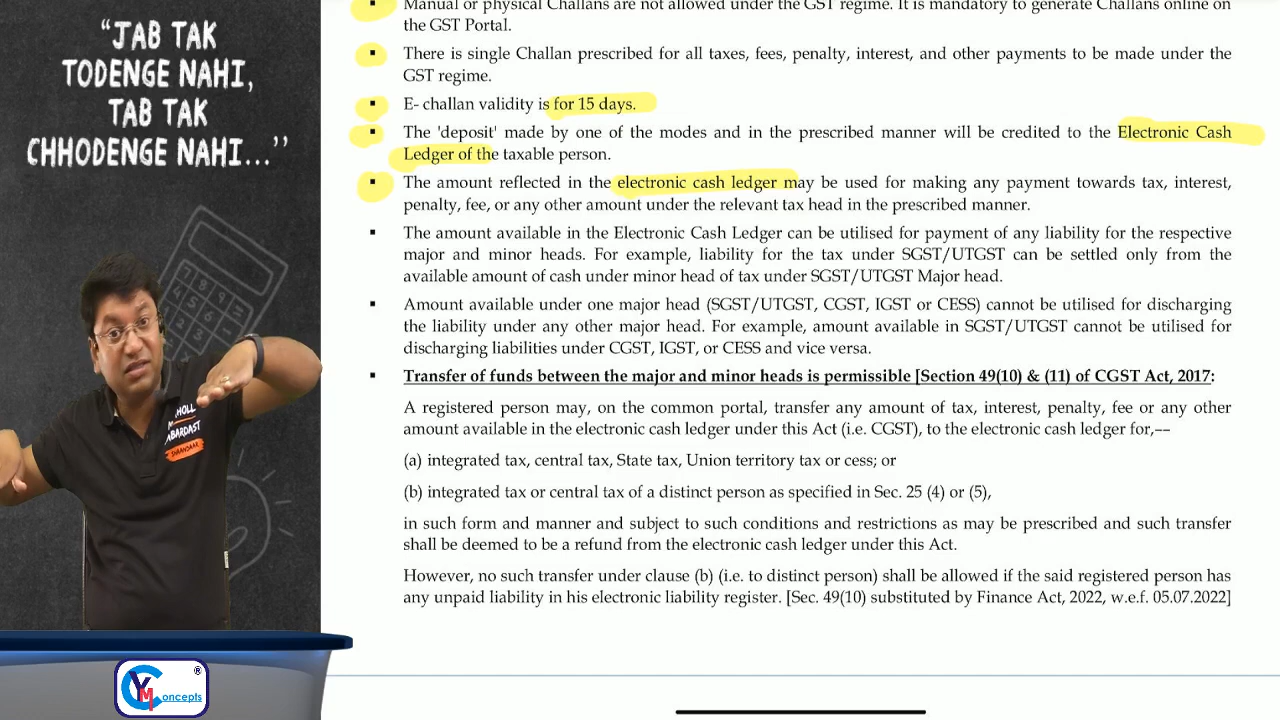 “JAB TAK
TODENGE NAHI,
TAB TAK
CHHODENGE NAHI...’’
▪ Manual or physical Challans are not allowed under the GST regime. It is mandatory to generate Challans online on
the GST Portal.
▪ There is single Challan prescribed for all taxes, fees, penalty, interest, and other payments to be made under the
GST regime.
▪ E- challan validity is for 15 days.
▪ The 'deposit' made by one of the modes and in the prescribed manner will be credited to the Electronic Cash
Ledger of the taxable person.
▪ The amount reflected in the electronic cash ledger may be used for making any payment towards tax, interest,
penalty, fee, or any other amount under the relevant tax head in the prescribed manner.
▪ The amount available in the Electronic Cash Ledger can be utilised for payment of any liability for the respective
major and minor heads. For example, liability for the tax under SGST/UTGST can be settled only from the
available amount of cash under minor head of tax under SGST/UTGST Major head.
▪ Amount available under one major head (SGST/UTGST, CGST, IGST or CESS) cannot be utilised for discharging
the liability under any other major head. For example, amount available in SGST/UTGST cannot be utilised for
discharging liabilities under CGST, IGST, or CESS and vice versa.
▪ Transfer of funds between the major and minor heads is permissible [Section 49(10) & (11) of CGST Act, 2017:
A registered person may, on the common portal, transfer any amount of tax, interest, penalty, fee or any other
amount available in the electronic cash ledger under this Act (i.e. CGST), to the electronic cash ledger for,––
(a) integrated tax, central tax, State tax, Union territory tax or cess; or
(b) integrated tax or central tax of a distinct person as specified in Sec. 25 (4) or (5),
in such form and manner and subject to such conditions and restrictions as may be prescribed and such transfer
shall be deemed to be a refund from the electronic cash ledger under this Act.
However, no such transfer under clause (b) (i.e. to distinct person) shall be allowed if the said registered person has
any unpaid liability in his electronic liability register. [Sec. 49(10) substituted by Finance Act, 2022, w.e.f. 05.07.2022]
YM Concepts ®